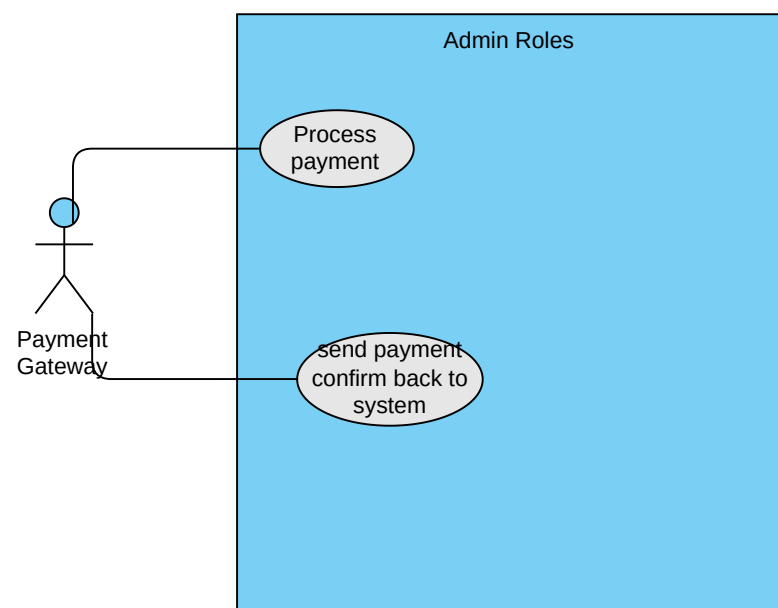 Admin Roles
Process
payment
Payment
Gateway
send payment
confirm back to
system